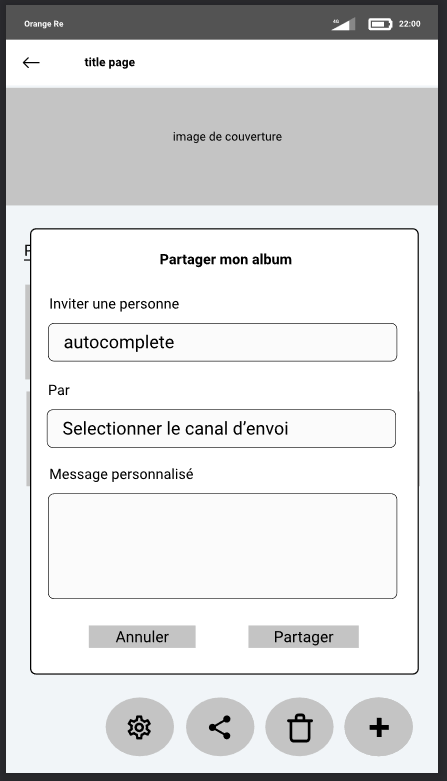 Orange Re 4G 22:00
title page
image de couverture
Partager mon album
Inviter une personne
autocomplete
Par
Selectionner le canal d’envoi
Message personnalisé
Annuler Partager